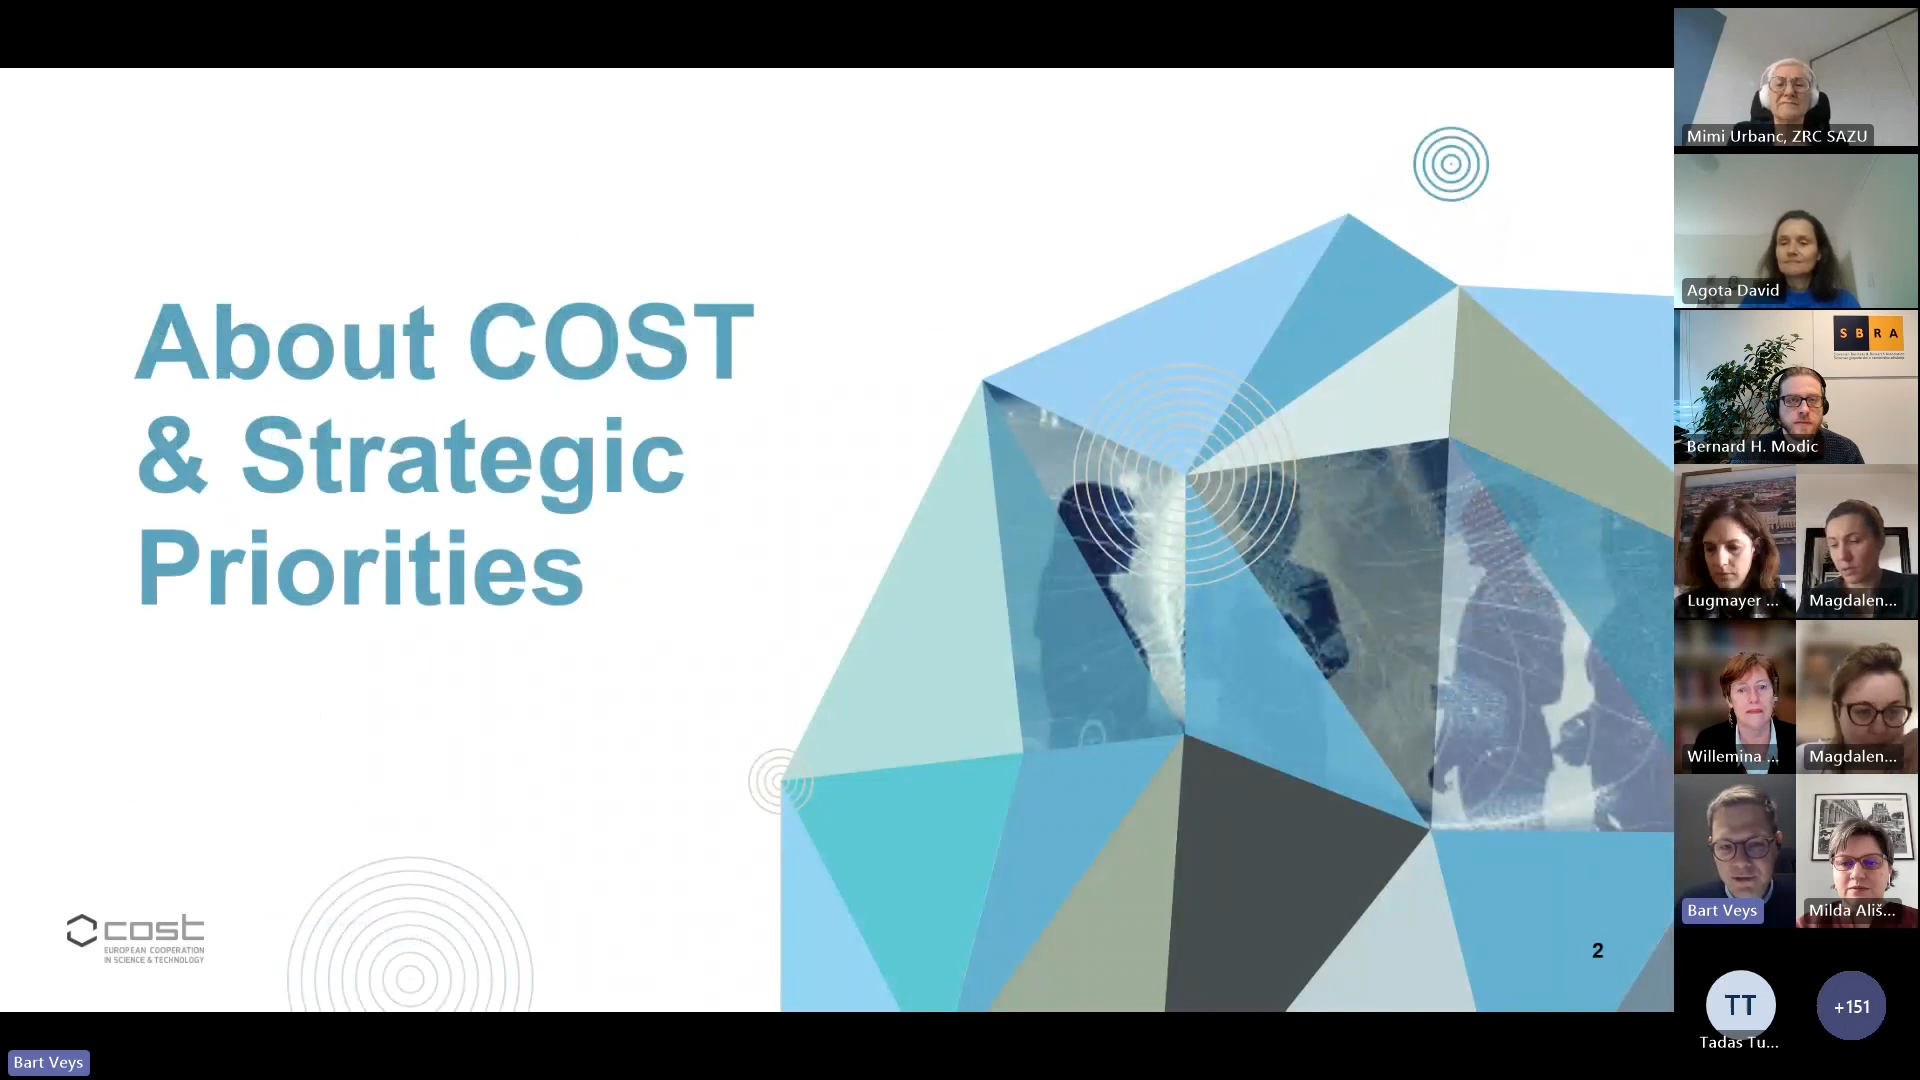 About COST
& Strategic
Priorities
cost
EUROPEAN COOPERATION
IN SCIENCE & TECHNOLOGY
2
Bart Veys
Mimi Urbanc, ZRC SAZU
Agota David
S B R A
Bernard H. Modic
Lugmayer ...
Magdalen...
Willemina ...
Magdalen...
Bart Veys
Milda Ališ...
TT
Tadas Tu...
+151